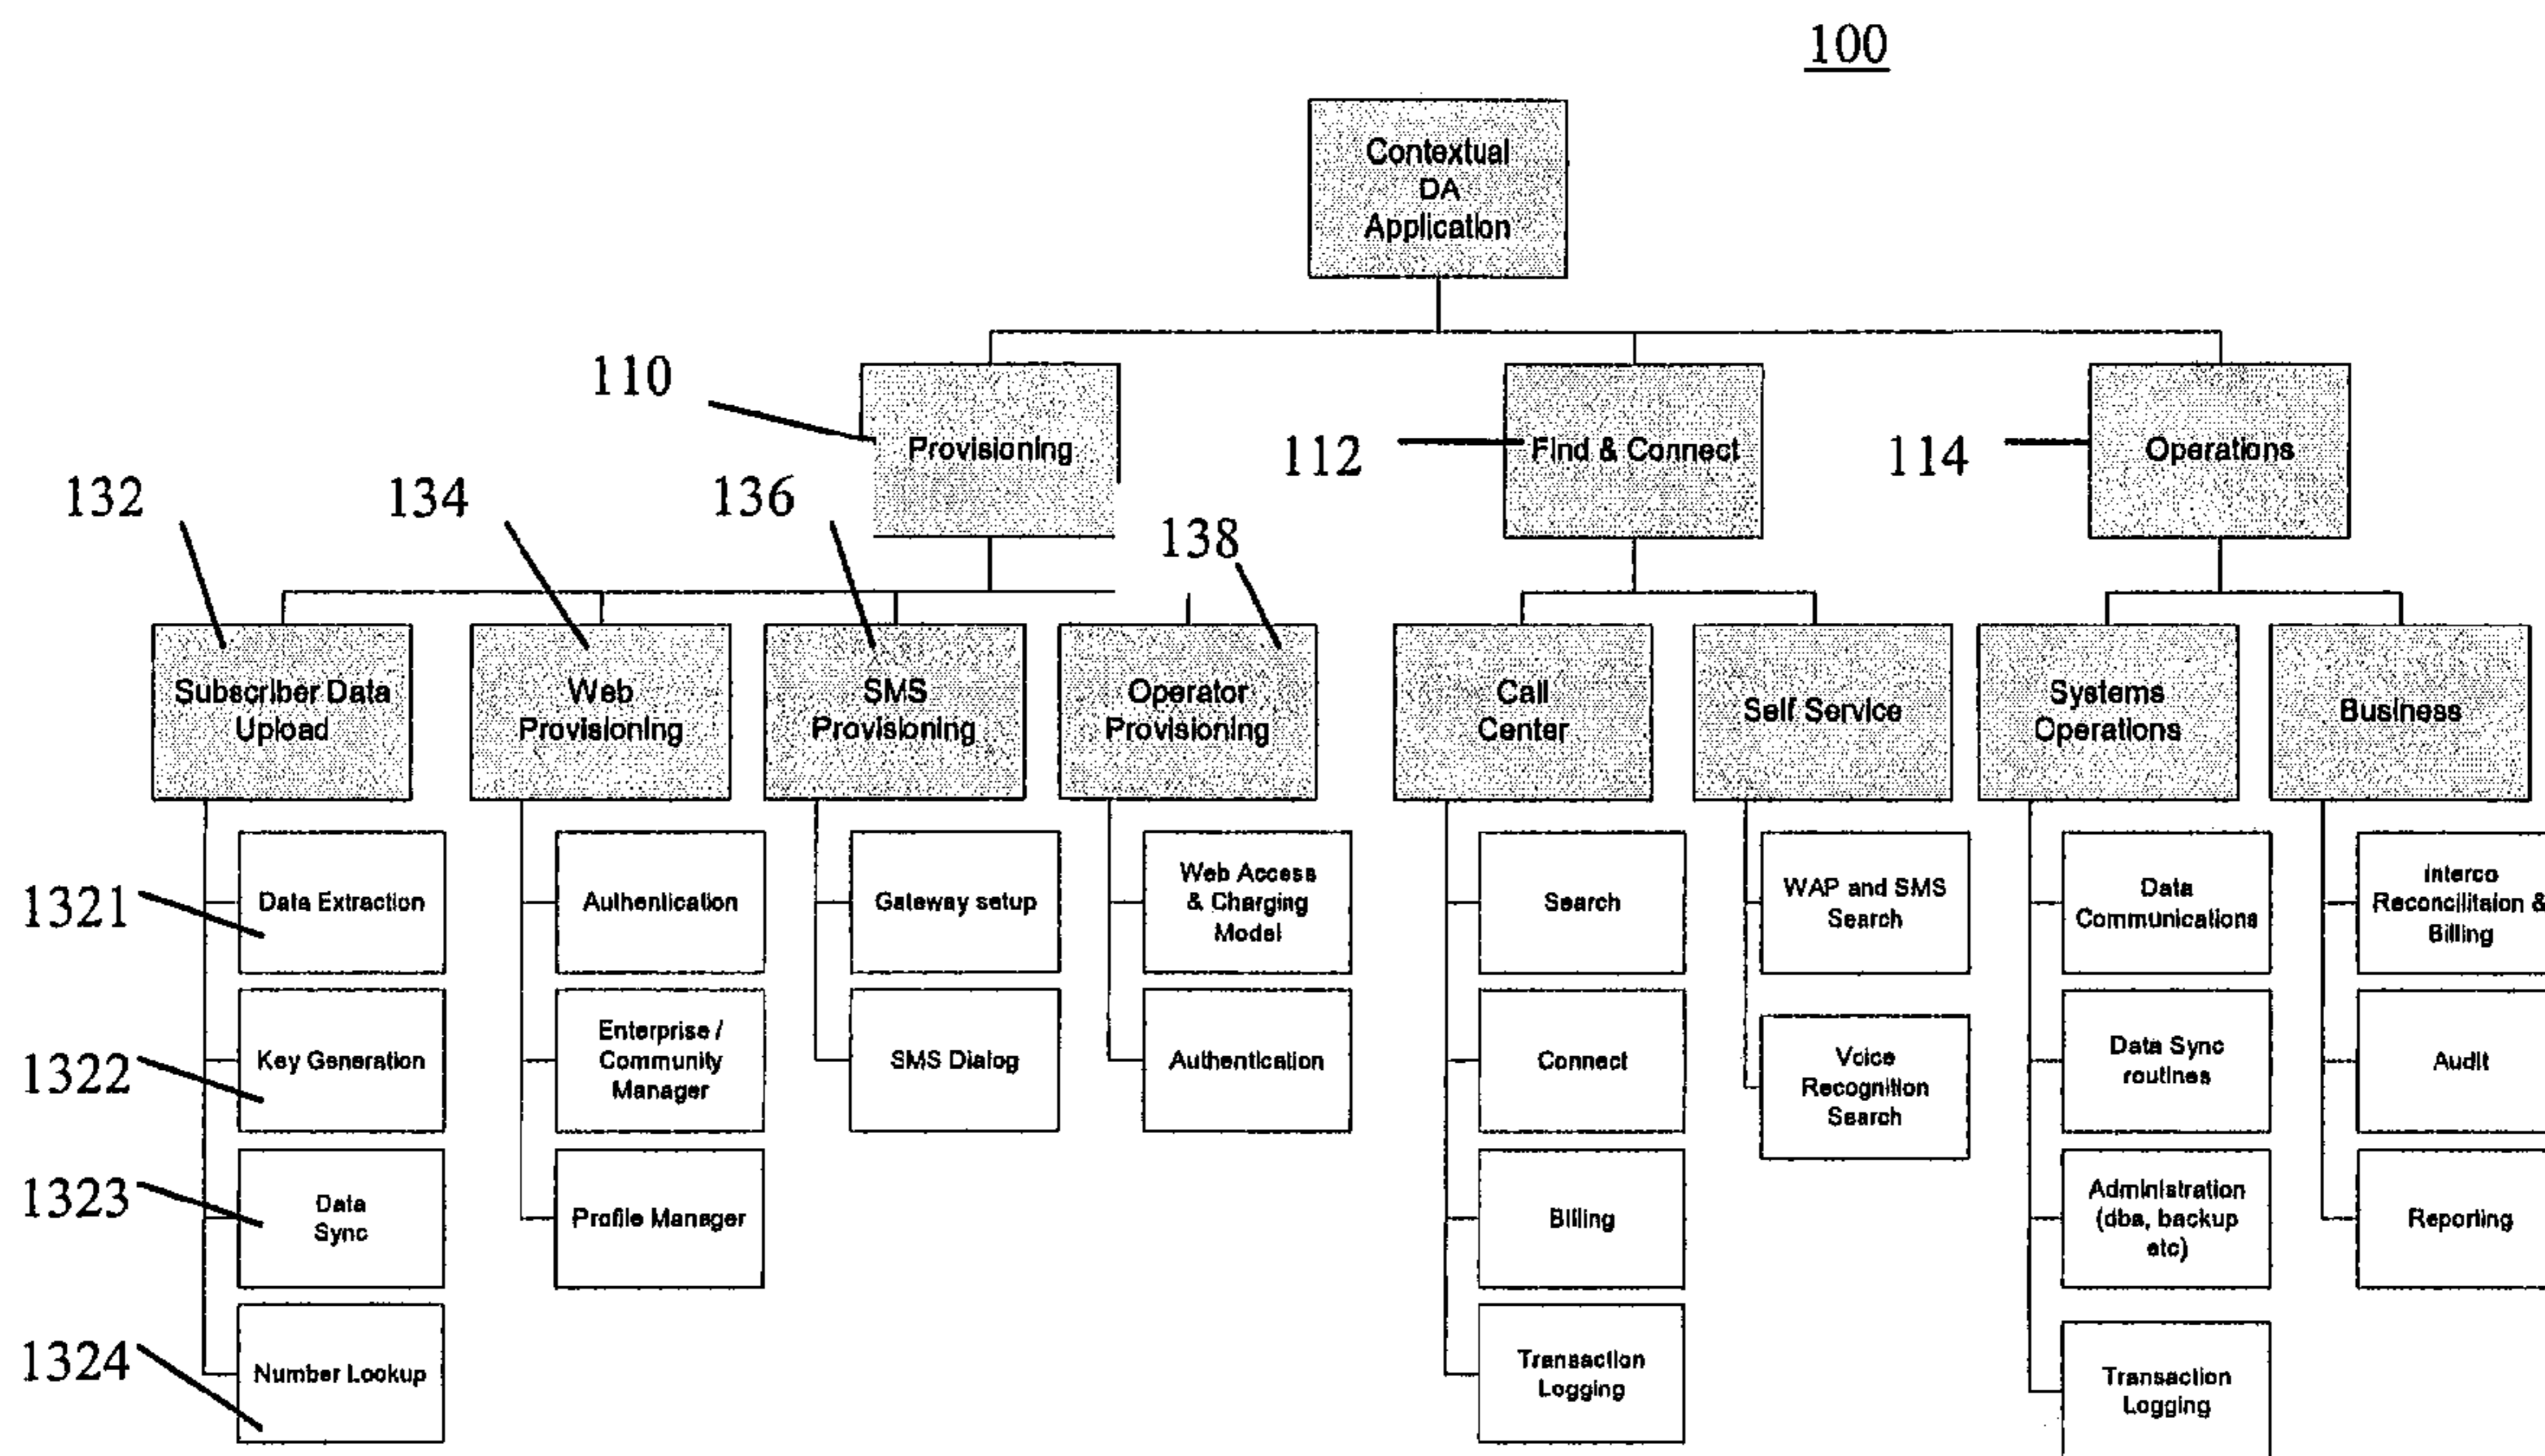 100
Contextual
DA
Application
110
Provisioning
112
Find & Connect
114
Operations
132
134
136
138
Subscriber Data
Upload
Web
Provisioning
SMS
Provisioning
Operator
Provisioning
Call
Center
Self Service
Systems
Operations
Business
1321
Data Extraction
Authentication
Gateway setup
Web Access
& Charging
Model
Search
WAP and SMS
Search
Data
Communications
Interco
Reconcilitaion &
Billing
1322
Key Generation
Enterprise /
Community
Manager
SMS Dialog
Authentication
Connect
Voice
Recognition
Search
Data Sync
routines
Audit
1323
Data
Sync
Profile Manager
Billing
Administration
(dba, backup
etc)
Reporting
1324
Number Lookup
Transaction
Logging
Transaction
Logging